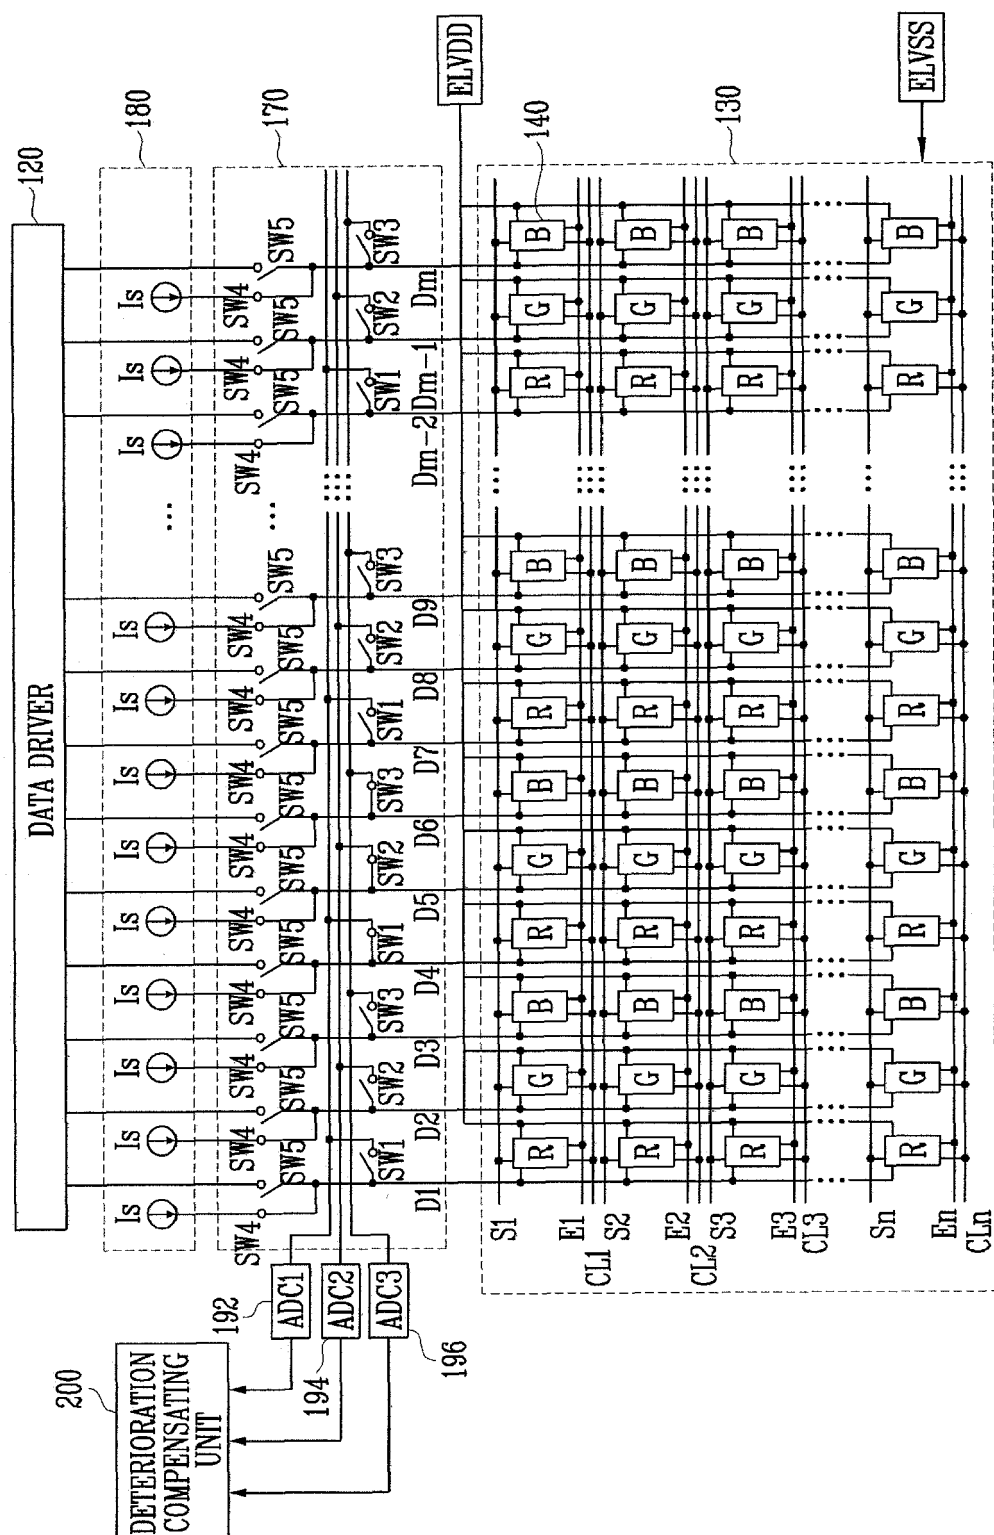 DATA DRIVER
120
200
DETERIORATION
COMPENSATING
UNIT
Is Is Is Is Is Is Is Is Is ... Is Is Is
180
SW4 SW4 SW4 SW4 SW4 SW4 SW4 SW4 SW4 ... SW4 SW4 SW4
SW5 SW5 SW5 SW5 SW5 SW5 SW5 SW5 SW5 SW5 SW5 SW5
170
192
ADC1
194
ADC2
ADC3
196
SW1 SW2 SW3 SW1 SW2 SW3 SW1 SW2 SW3 SW1 SW2 SW3
D1 D2 D3 D4 D5 D6 D7 D8 D9 Dm-2 Dm-1 Dm
ELVDD
140
S1
R G B R G B R G B R G B
E1
CL1
S2
R G B R G B R G B R G B
E2
CL2
S3
R G B R G B R G B R G B
E3
CL3
130
Sn
R G B R G B R G B R G B
En
CLn
ELVSS